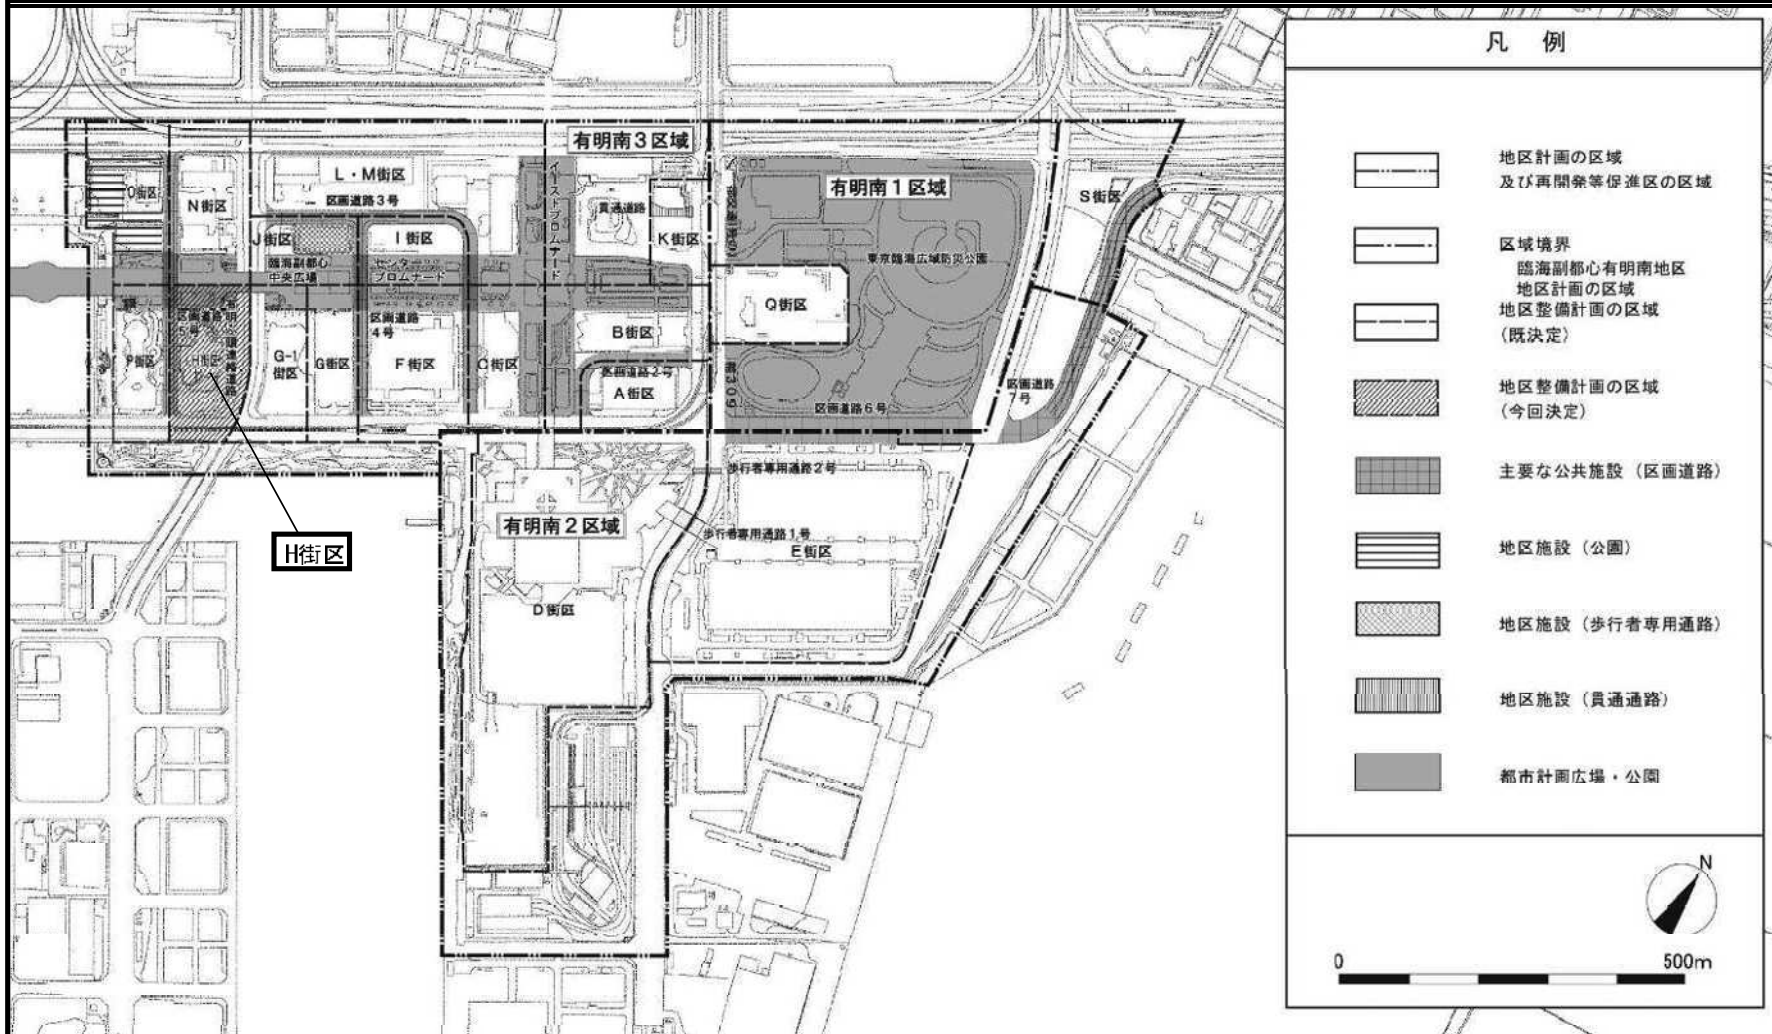 有明南3区域
L・M街区
区画道路3号
O街区
N街区
イーストプロムナード
貫通道路
有明南1区域
S街区
J街区
I街区
K街区
東京臨海広域防災公園
臨海副都心
中央広場
センター
プロムナード
Q街区
区画道路
5号
区画道路
4号
B街区
P街区
H街区
G-1
街区
G街区
F街区
C街区
区画道路2号
A街区
区画道路
7号
区画道路6号
歩行者専用通路2号
有明南2区域
歩行者専用通路1号
E街区
H街区
D街区
凡 例
地区計画の区域
及び再開発等促進区の区域
区域境界
臨海副都心有明南地区
地区計画の区域
地区整備計画の区域
(既決定)
地区整備計画の区域
(今回決定)
主要な公共施設(区画道路)
地区施設(公園)
地区施設(歩行者専用通路)
地区施設(貫通通路)
都市計画広場・公園
N
0 500m